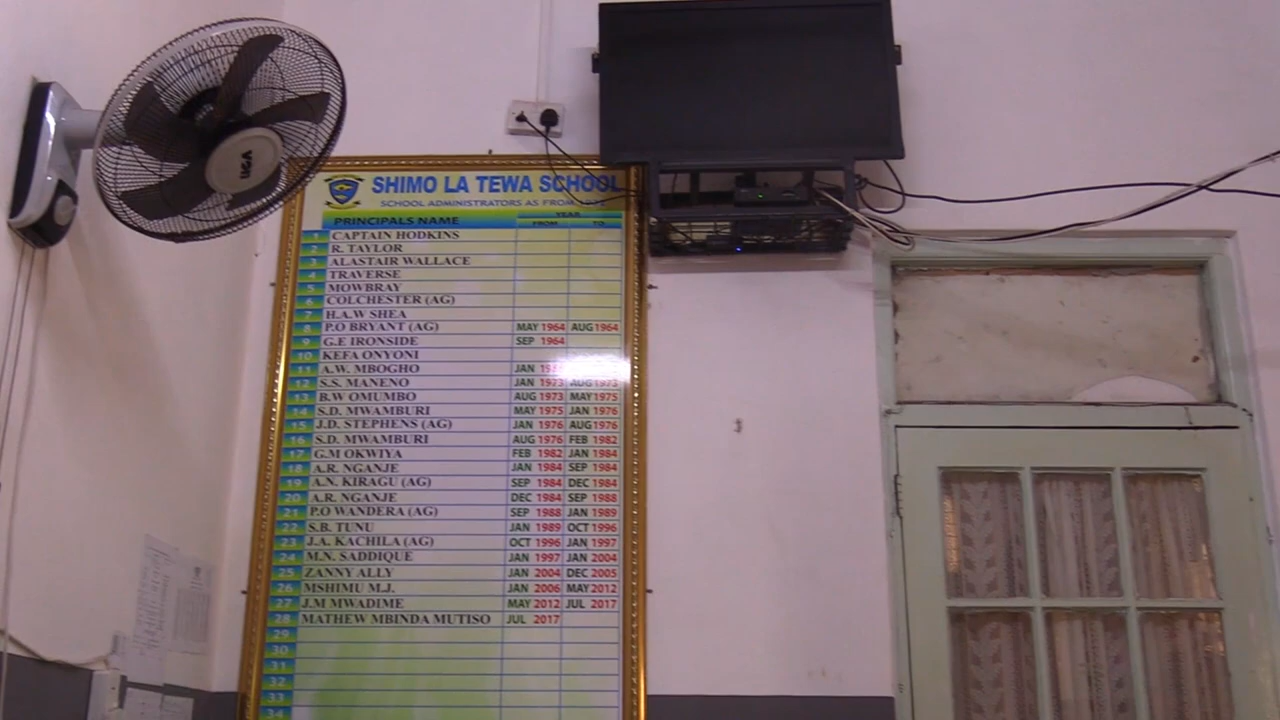 VON
SHIMO LA TEWA SCHOOL
SCHOOL ADMINISTRATORS AS FROM
PRINCIPALS NAME YEAR
FROM TO
1 CAPTAIN HODKINS
2 R. TAYLOR
3 ALASTAIR WALLACE
4 TRAVERSE
5 MOWBRAY
6 COLCHESTER (AG)
7 H.A.W SHEA
8 P.O BRYANT (AG) MAY 1964 AUG 1964
9 G.E IRONSIDE SEP 1964
10 KEFA ONYONI
11 A.W. MBOGHO JAN
12 S.S. MANENO JAN 1973 AUG 1973
13 B.W OMUMBO AUG 1973 MAY 1975
14 S.D. MWAMBURI MAY 1975 JAN 1976
15 J.D. STEPHENS (AG) JAN 1976 AUG 1976
16 S.D. MWAMBURI AUG 1976 FEB 1982
17 G.M OKWIYA FEB 1982 JAN 1984
18 A.R. NGANJE JAN 1984 SEP 1984
19 A.N. KIRAGU (AG) SEP 1984 DEC 1984
20 A.R. NGANJE DEC 1984 SEP 1988
21 P.O WANDERA (AG) SEP 1988 JAN 1989
22 S.B. TUNU JAN 1989 OCT 1996
23 J.A. KACHILA (AG) OCT 1996 JAN 1997
24 M.N. SADDIQUE JAN 1997 JAN 2004
25 ZANNY ALLY JAN 2004 DEC 2005
26 MSHIMU M.J. JAN 2006 MAY 2012
27 J.M MWADIME MAY 2012 JUL 2017
28 MATHEW MBINDA MUTISO JUL 2017
29
30
31
32
33
34